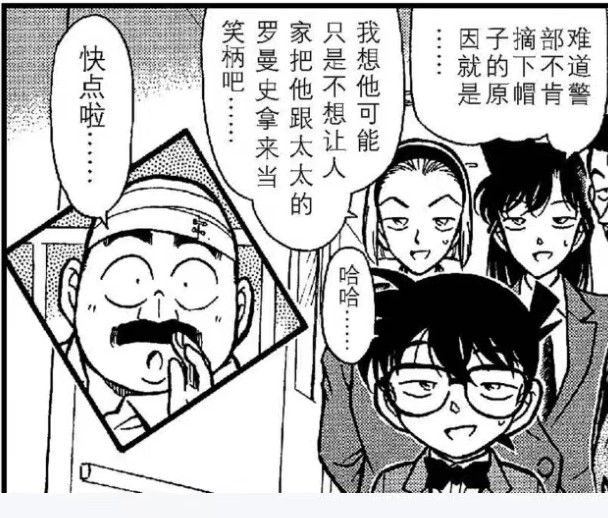 难道警
部不肯
摘下帽
子的原
因就是
……
我想他可能
只是不想让人
家把他跟太太的
罗曼史拿来当
笑柄吧……
哈哈……
快点啦……